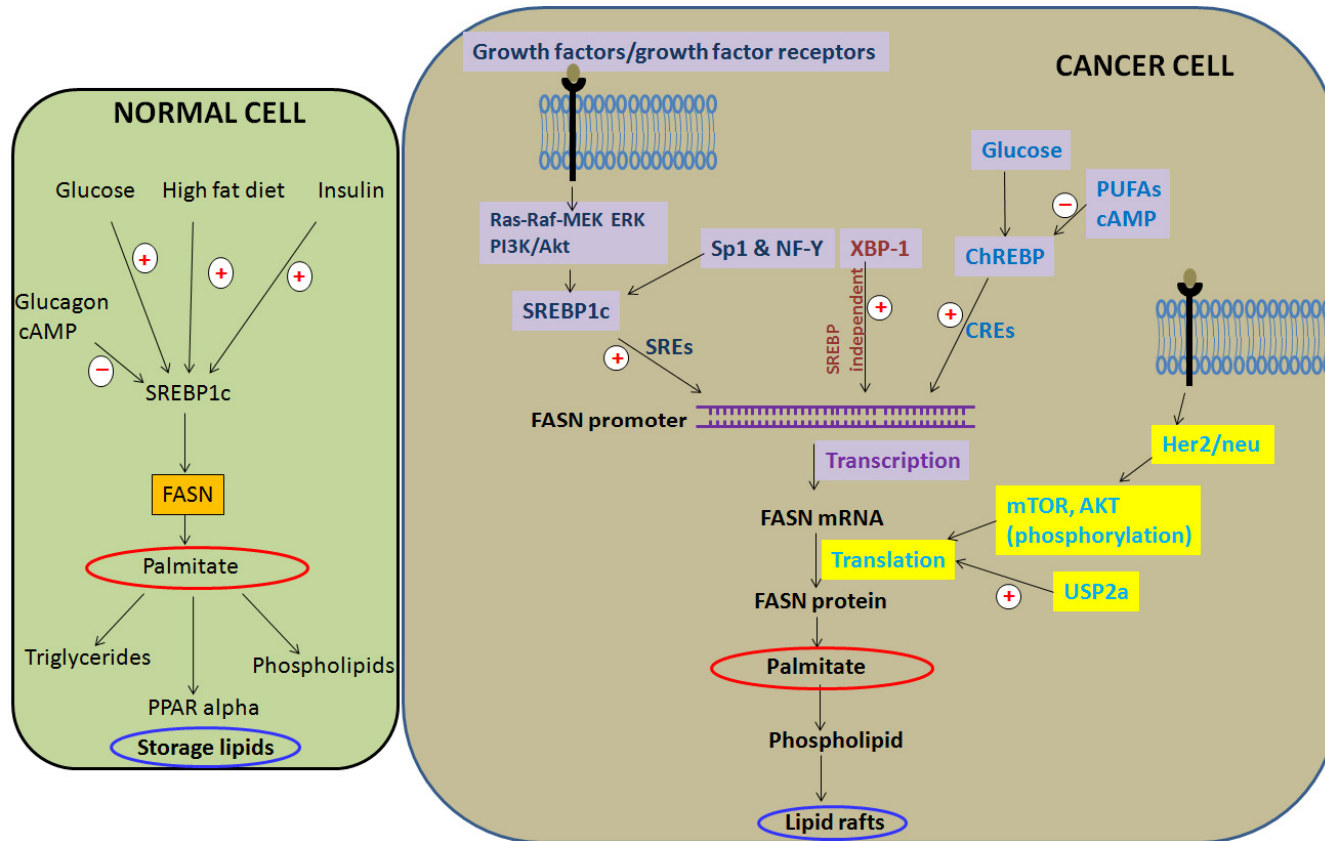 NORMAL CELL
Glucose
High fat diet
Insulin
+
+
+
Glucagon
cAMP
−
SREBP1c
FASN
Palmitate
Triglycerides
Phospholipids
PPAR alpha
Storage lipids
CANCER CELL
Growth factors/growth factor receptors
Ras-Raf-MEK ERK
PI3K/Akt
Sp1 & NF-Y
XBP-1
Glucose
PUFAs
cAMP
−
ChREBP
SREBP1c
+
SREs
SREBP
independent
+
+
CREs
FASN promoter
Transcription
Her2/neu
FASN mRNA
mTOR, AKT
(phosphorylation)
Translation
USP2a
+
FASN protein
Palmitate
Phospholipid
Lipid rafts